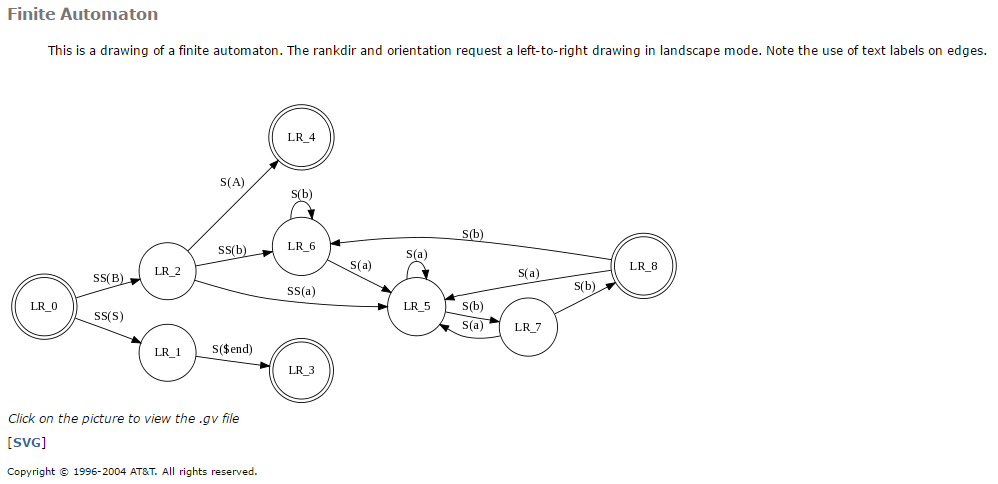 Finite Automaton
This is a drawing of a finite automaton. The rankdir and orientation request a left-to-right drawing in landscape mode. Note the use of text labels on edges.
LR_4
S(A)
S(b)
S(b)
LR_6
SS(b)
S(a)
LR_2
S(a)
S(a)
LR_8
SS(B)
SS(a)
S(b)
LR_0
LR_5
S(b)
SS(S)
S(a)
LR_7
S($end)
LR_1
LR_3
Click on the picture to view the .gv file
[SVG]
Copyright © 1996-2004 AT&T. All rights reserved.